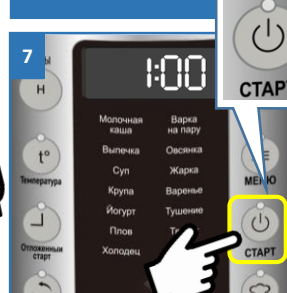 7
1:00
СТАРТ
Н
Молочная каша
Варка на пару
Выпечка
Овсянка
t°
Суп
Жарка
Температура
МЕНЮ
Крупа
Варенье
Йогурт
Тушение
Отложенный старт
Плов
СТАРТ
Холодец